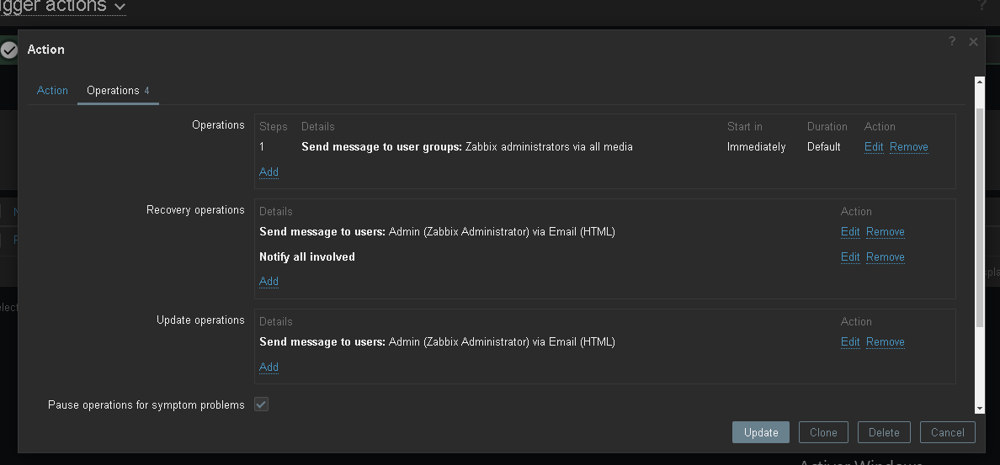 igger actions
?
Action
? ×
Action Operations 4
Operations
Steps Details Start in Duration Action
1 Send message to user groups: Zabbix administrators via all media Immediately Default Edit Remove
Add
Recovery operations
Details Action
Send message to users: Admin (Zabbix Administrator) via Email (HTML) Edit Remove
Notify all involved Edit Remove
Add
Update operations
Details Action
Send message to users: Admin (Zabbix Administrator) via Email (HTML) Edit Remove
Add
Pause operations for symptom problems
Update Clone Delete Cancel